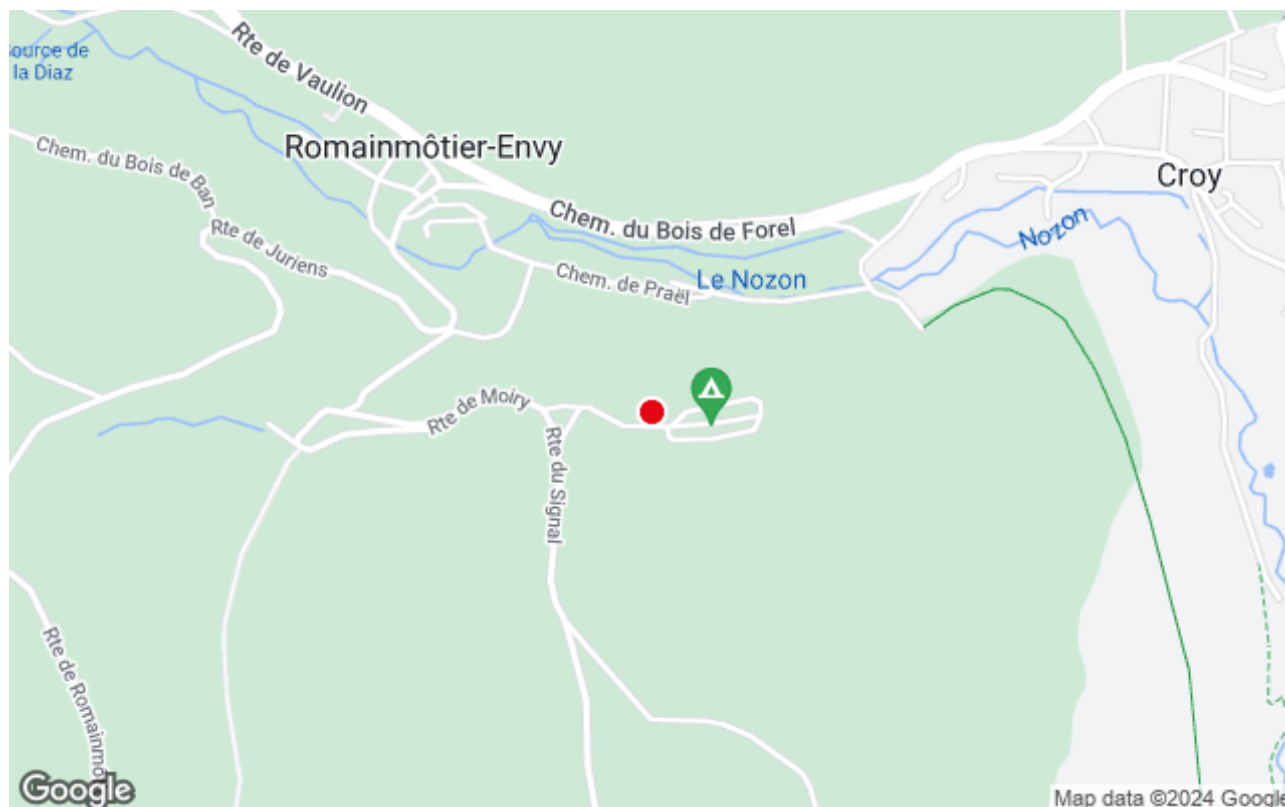 Source de
la Diaz
Rte de Vaulion
Romainmôtier-Envy
Chem. du Bois de Ban
Rte de Juriens
Chem. du Bois de Forel
Croy
Nozon
Chem. de Praël
Le Nozon
Rte de Moiry
Rte du Signal
Rte de Romainmô
Google
Map data ©2024 Google